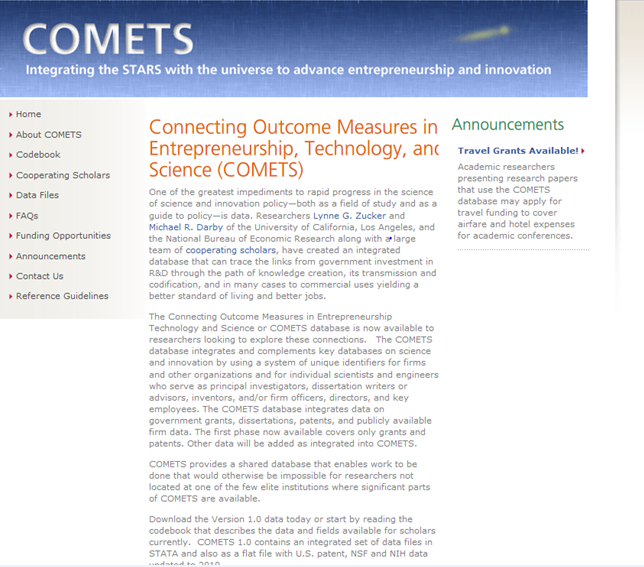 COMETS
Integrating the STARS with the universe to advance entrepreneurship and innovation
Home
About COMETS
Codebook
Cooperating Scholars
Data Files
FAQs
Funding Opportunities
Announcements
Contact Us
Reference Guidelines
Connecting Outcome Measures in
Entrepreneurship, Technology, and
Science (COMETS)
One of the greatest impediments to rapid progress in the science
of science and innovation policy—both as a field of study and as a
guide to policy—is data. Researchers Lynne G. Zucker and
Michael R. Darby of the University of California, Los Angeles, and
the National Bureau of Economic Research along with a large
team of cooperating scholars, have created an integrated
database that can trace the links from government investment in
R&D through the path of knowledge creation, its transmission and
codification, and in many cases to commercial uses yielding a
better standard of living and better jobs.
The Connecting Outcome Measures in Entrepreneurship
Technology and Science or COMETS database is now available to
researchers looking to explore these connections. The COMETS
database integrates and complements key databases on science
and innovation by using a system of unique identifiers for firms
and other organizations and for individual scientists and engineers
who serve as principal investigators, dissertation writers or
advisors, inventors, and/or firm officers, directors, and key
employees. The COMETS database integrates data on
government grants, dissertations, patents, and publicly available
firm data. The first phase now available covers only grants and
patents. Other data will be added as integrated into COMETS.
COMETS provides a shared database that enables work to be
done that would otherwise be impossible for researchers not
located at one of the few elite institutions where significant parts
of COMETS are available.
Download the Version 1.0 data today or start by reading the
codebook that describes the data and fields available for scholars
currently. COMETS 1.0 contains an integrated set of data files in
STATA and also as a flat file with U.S. patent, NSF and NIH data
updated to 2010
Announcements
Travel Grants Available!
Academic researchers
presenting research papers
that use the COMETS
database may apply for
travel funding to cover
airfare and hotel expenses
for academic conferences.